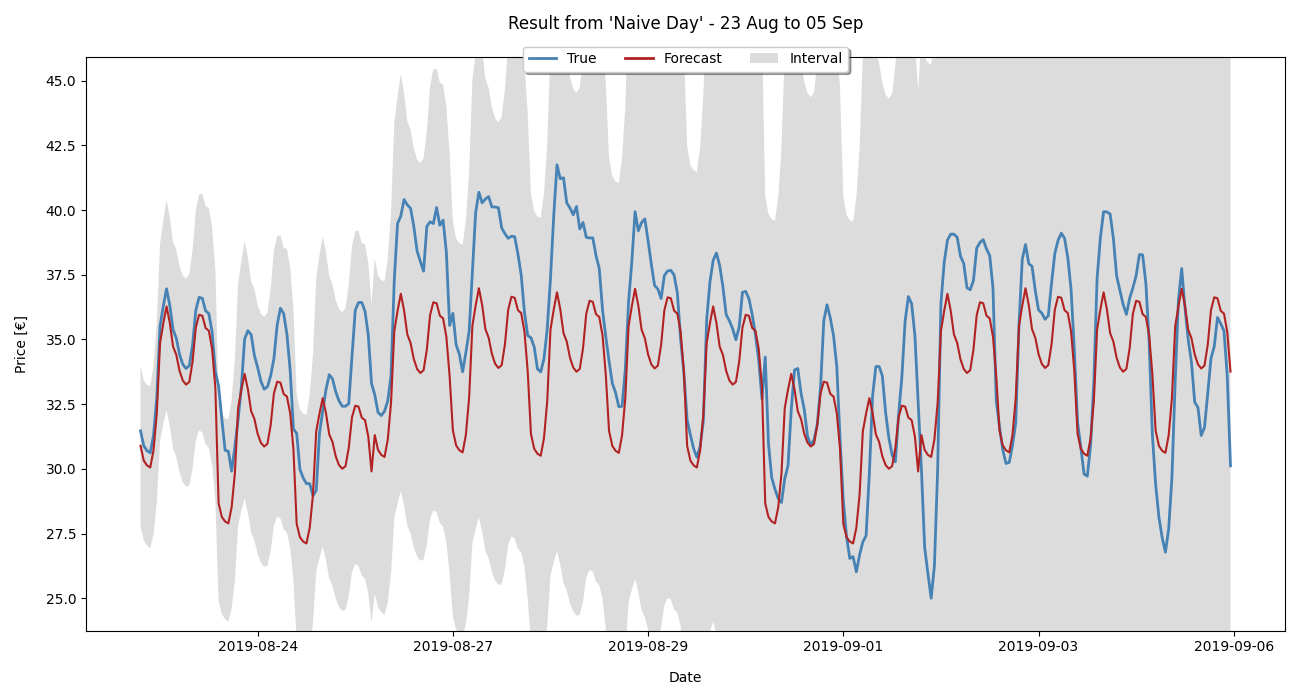 Result from 'Naive Day' - 23 Aug to 05 Sep
True Forecast Interval
45.0
42.5
40.0
37.5
35.0
32.5
30.0
27.5
25.0
Price [€]
2019-08-24 2019-08-27 2019-08-29 2019-09-01 2019-09-03 2019-09-06
Date